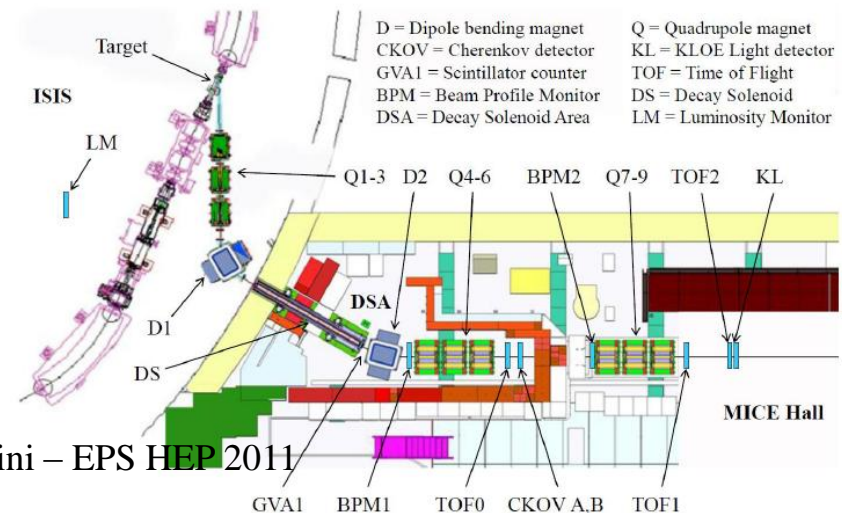 D = Dipole bending magnet
CKOV = Cherenkov detector
GVA1 = Scintillator counter
BPM = Beam Profile Monitor
DSA = Decay Solenoid Area
Q = Quadrupole magnet
KL = KLOE Light detector
TOF = Time of Flight
DS = Decay Solenoid
LM = Luminosity Monitor
Target
ISIS
LM
Q1-3 D2 Q4-6 BPM2 Q7-9 TOF2 KL
D1
DSA
DS
MICE Hall
ini – EPS HEP 2011
GVA1 BPM1 TOF0 CKOV A,B TOF1